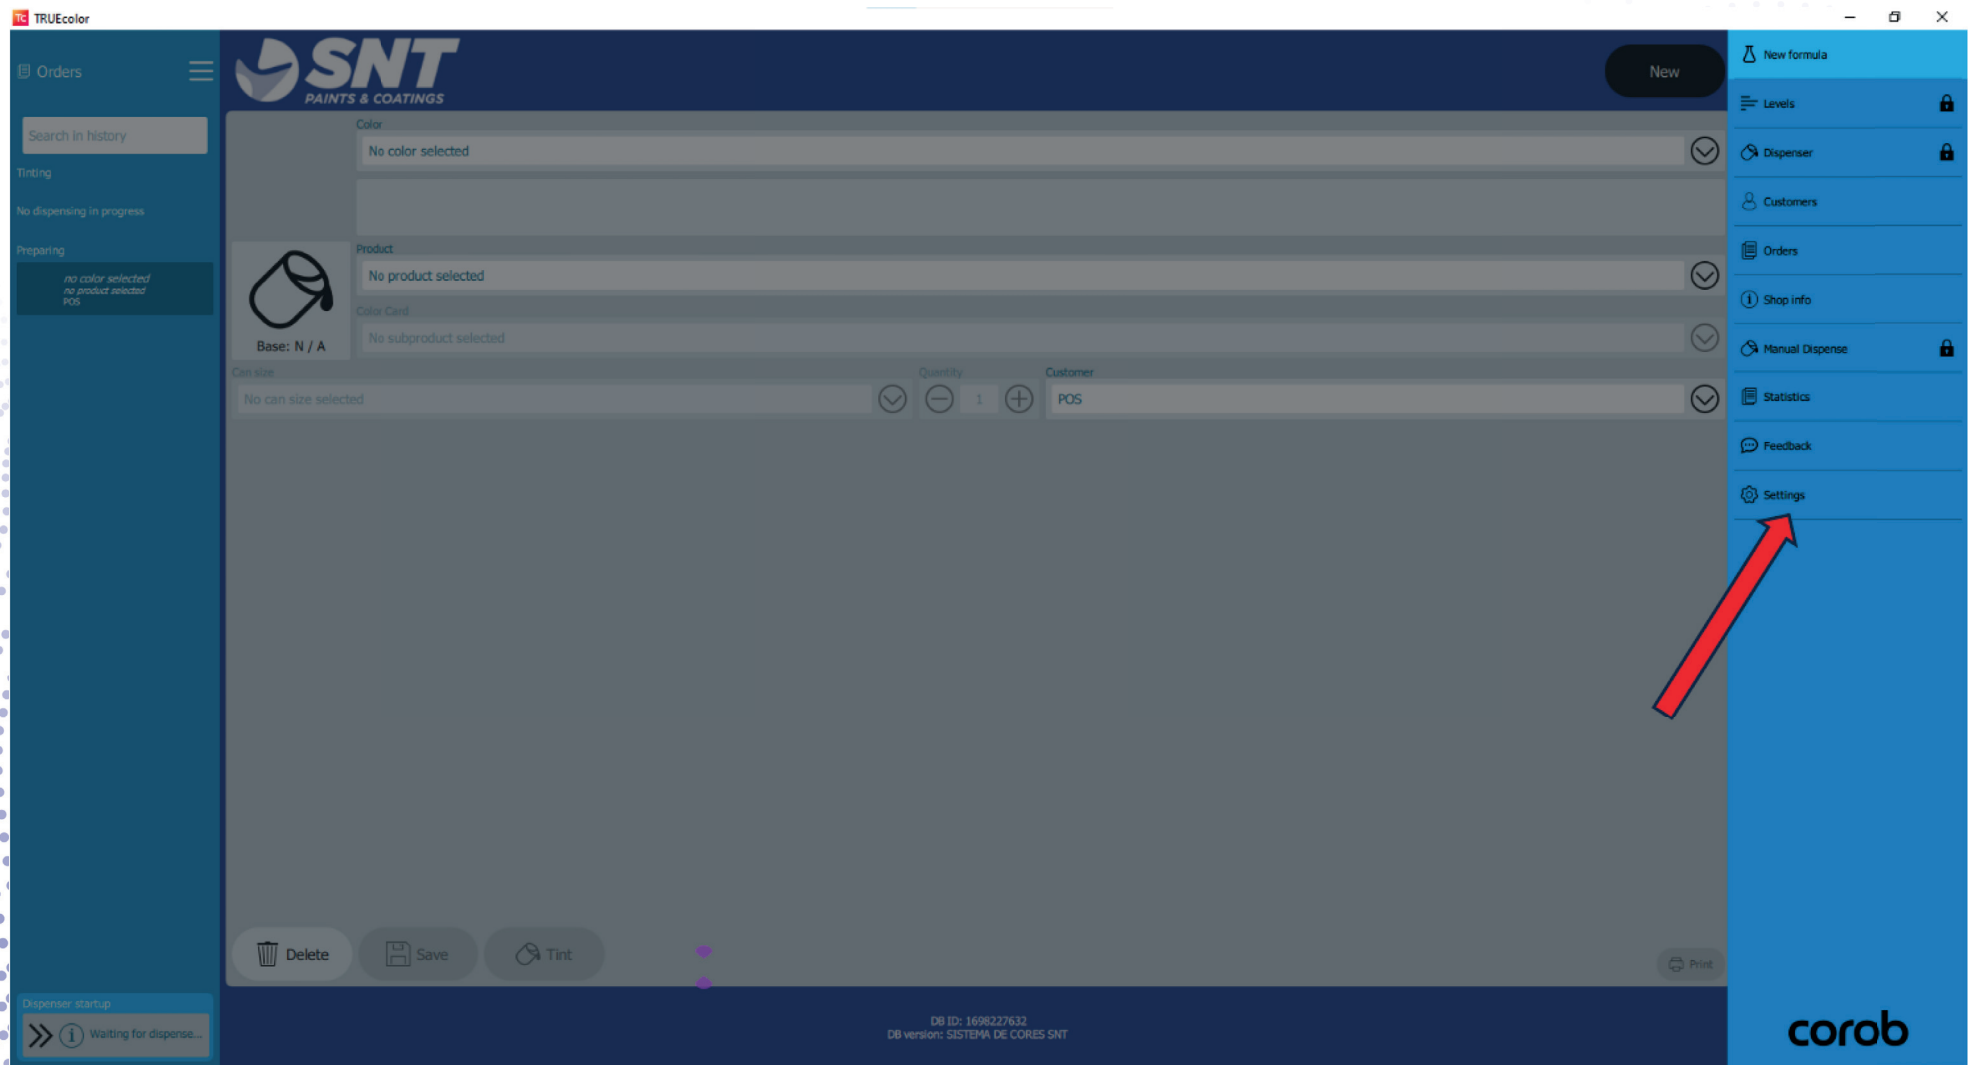 Tc TRUEcolor
Orders
Search in history
Tinting
No dispensing in progress
Preparing
no color selected
no product selected
POS
Dispenser startup
i Waiting for dispense...
SNT
PAINTS & COATINGS
New
Color
No color selected
Product
No product selected
Color Card
No subproduct selected
Base: N / A
Can size
No can size selected
Quantity
1
Customer
POS
Delete
Save
Tint
Print
DB ID: 1698227632
DB version: SISTEMA DE CORES SNT
New formula
Levels
Dispenser
Customers
Orders
i Shop info
Manual Dispense
Statistics
Feedback
Settings
corob